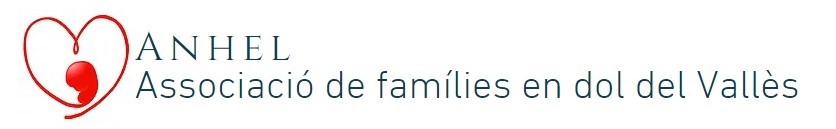 ANHEL
Associació de famílies en dol del Vallès